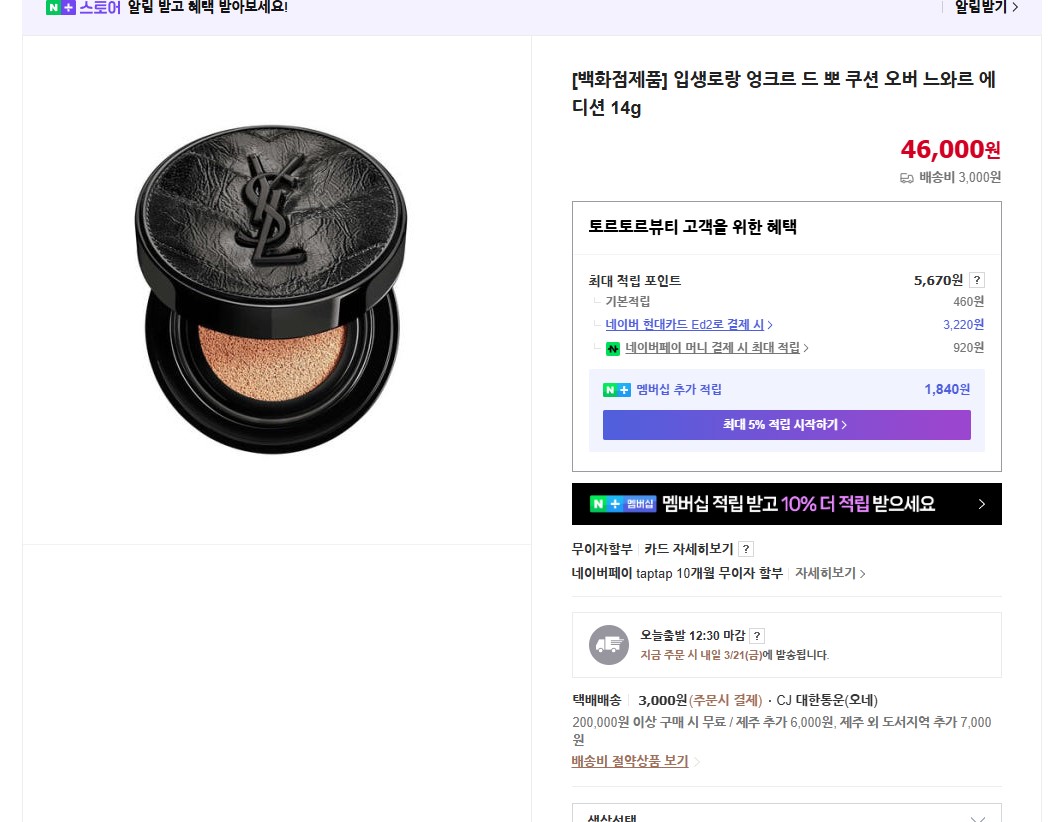 N+ 스토어 알림 받고 혜택 받아보세요!
알림받기 >
[백화점제품] 입생로랑 엉크르 드 뽀 쿠션 오버 느와르 에
디션 14g
46,000원
배송비 3,000원
YSL
토르토르뷰티 고객을 위한 혜택
최대 적립 포인트 5,670원 ?
기본적립 460원
네이버 현대카드 Ed2로 결제 시 > 3,220원
네이버페이 머니 결제 시 최대 적립 > 920원
N+ 멤버십 추가 적립 1,840원
최대 5% 적립 시작하기 >
N+ 멤버십 멤버십 적립 받고 10% 더 적립 받으세요 >
무이자할부 카드 자세히보기 ?
네이버페이 taptap 10개월 무이자 할부 자세히보기 >
오늘출발 12:30 마감 ?
지금 주문 시 내일 3/21(금)에 발송됩니다.
택배배송 3,000원(주문시 결제) · CJ 대한통운(오네)
200,000원 이상 구매 시 무료 / 제주 추가 6,000원, 제주 외 도서지역 추가 7,000
원
배송비 절약상품 보기 >
색상선택